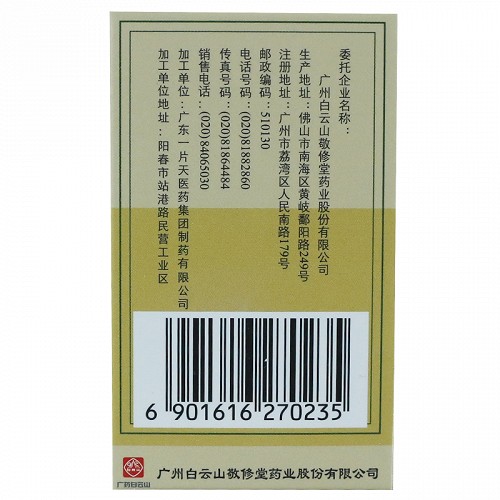 委托企业名称：
广州白云山敬修堂药业股份有限公司
生产地址：佛山市南海区黄岐鄱阳路249号
注册地址：广州市荔湾区人民南路179号
邮政编码：510130
电话号码：(020)81882860
传真号码：(020)81864484
销售电话：(020)84065030
加工单位：广东一片天医药集团制药有限公司
加工单位地址：阳春市站港路民营工业区
6 901616 270235
广药白云山
广州白云山敬修堂药业股份有限公司